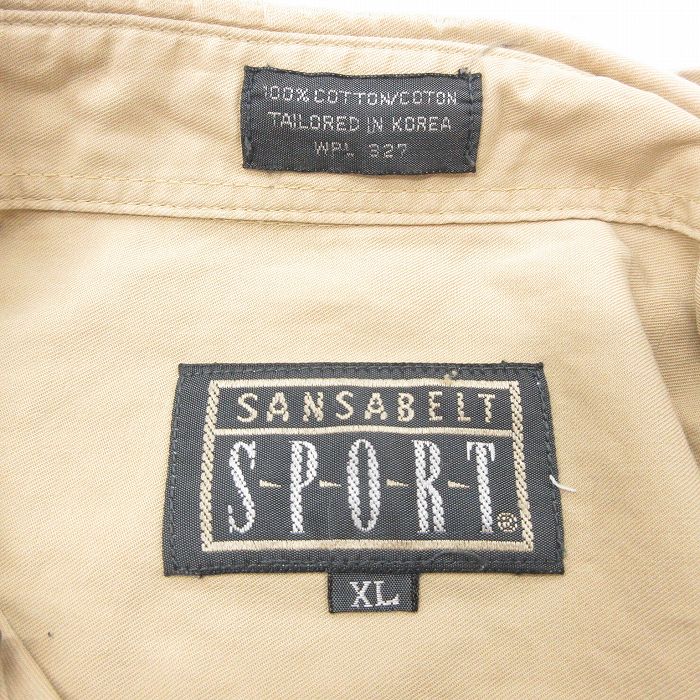 100% COTTON/COTON
TAILORED IN KOREA
WPL 327
SANSABELT
S-P-O-R-T®
XL